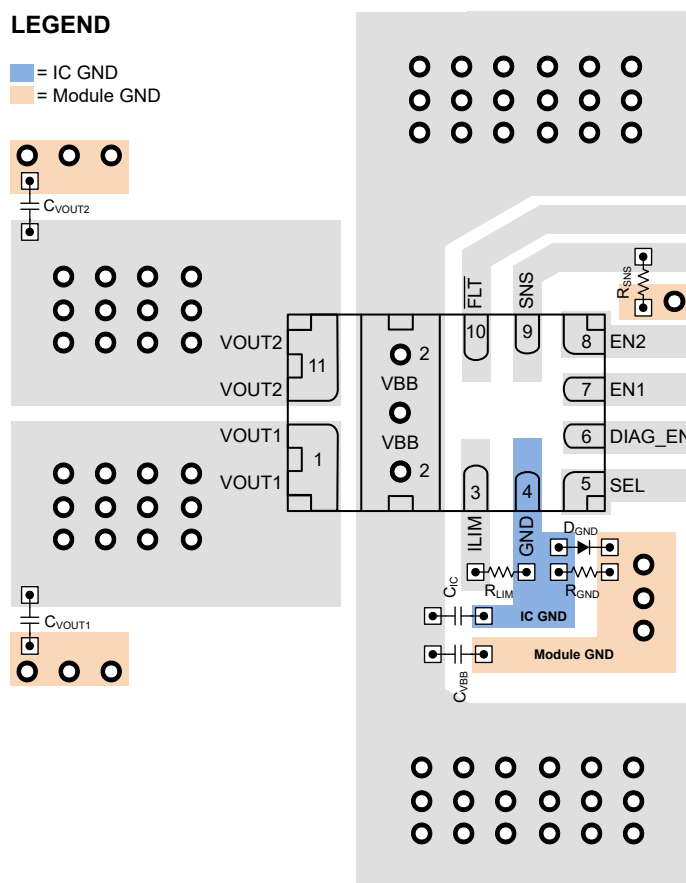 LEGEND
= IC GND
= Module GND
CVOUT2
RSNS
FLT
SNS
10
9
8
EN2
VOUT2
11
2
VBB
7
EN1
VOUT2
VOUT1
VBB
6
DIAG_EN
1
2
VOUT1
3
4
5
SEL
ILIM
GND
DGND
RLIM
RGND
CIC
IC GND
CVOUT1
Module GND
CVBB